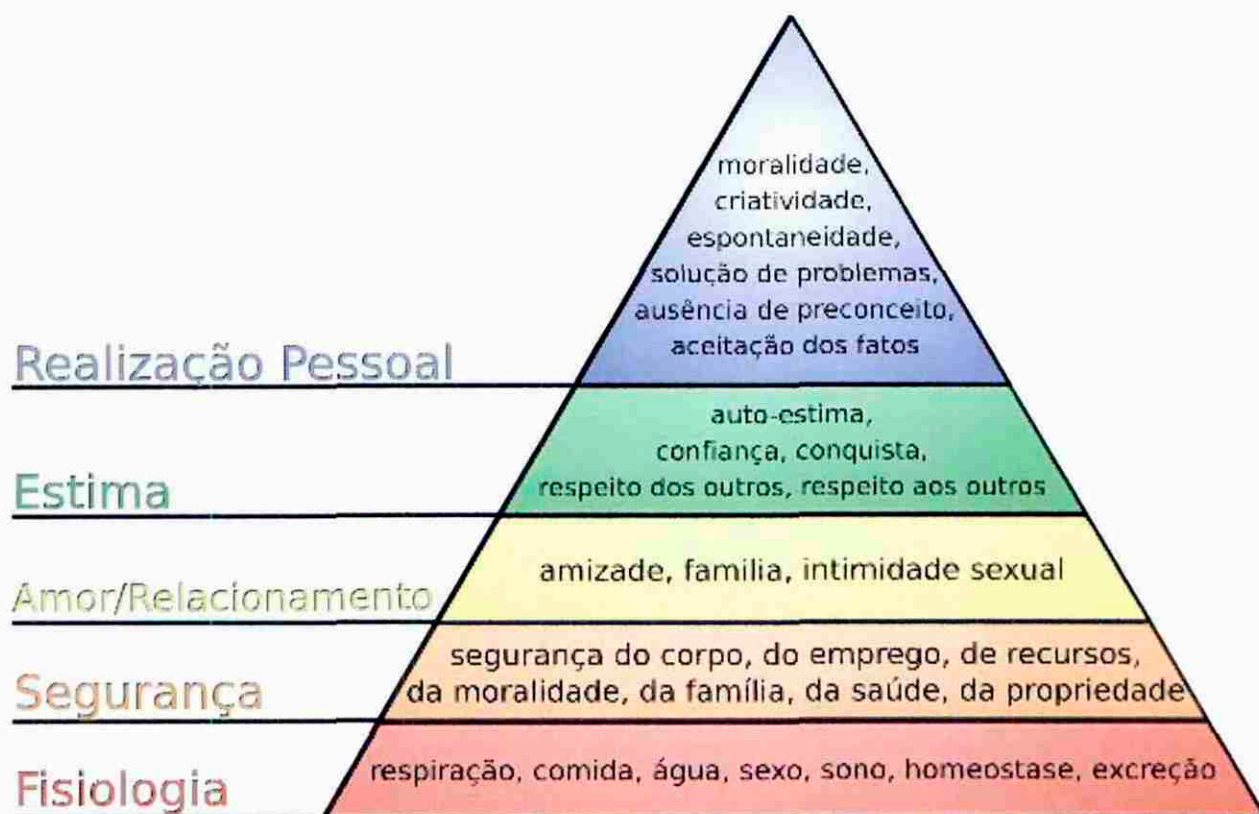 moralidade,
criatividade,
espontaneidade,
solução de problemas,
ausência de preconceito,
aceitação dos fatos
Realização Pessoal
auto-estima,
confiança, conquista,
respeito dos outros, respeito aos outros
Estima
amizade, família, intimidade sexual
Amor/Relacionamento
segurança do corpo, do emprego, de recursos,
da moralidade, da família, da saúde, da propriedade
Segurança
respiração, comida, água, sexo, sono, homeostase, excreção
Fisiologia